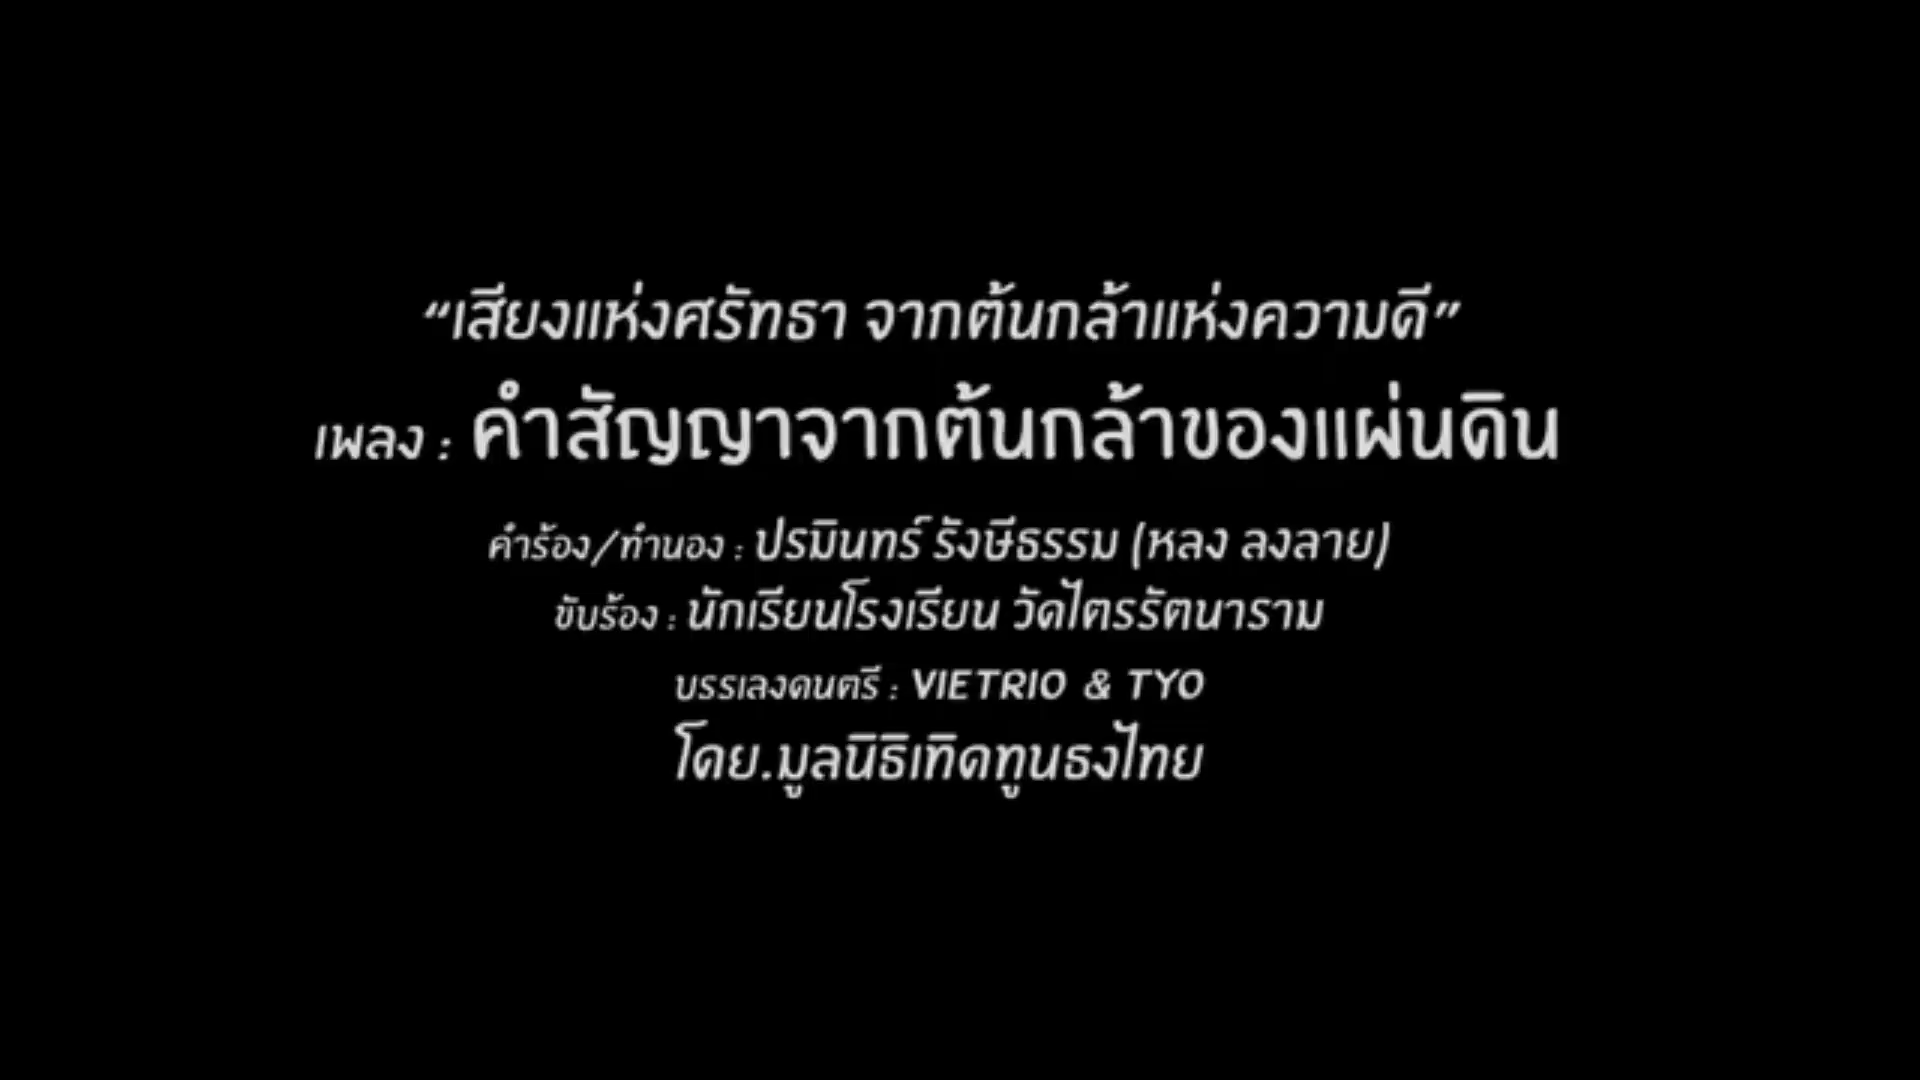 “เสียงแห่งศรัทธา จากต้นกล้าแห่งความดี”
เพลง : คำสัญญาจากต้นกล้าของแผ่นดิน
คำร้อง/ทำนอง : ปรมินทร์ รังษีธรรม (หลง ลงลาย)
ขับร้อง : นักเรียนโรงเรียน วัดไตรรัตนาราม
บรรเลงดนตรี : VIETRIO & TYO
โดย.มูลนิธิเทิดทูนธงไทย